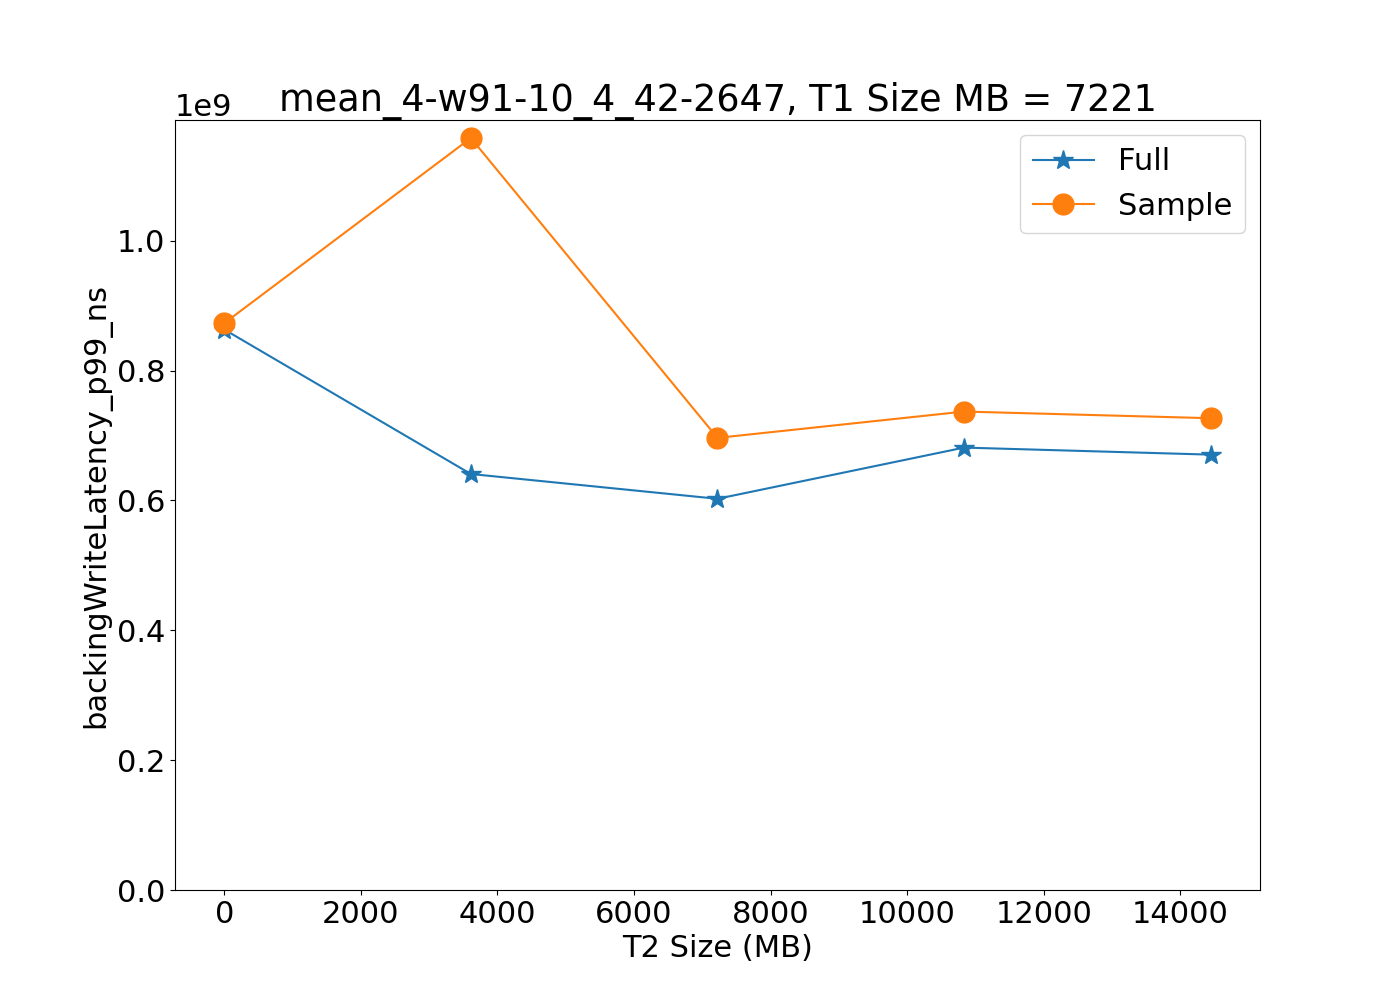 mean_4-w91-10_4_42-2647, T1 Size MB = 7221
1e9
Full
Sample
1.0
0.8
0.6
0.4
0.2
0.0
backingWriteLatency_p99_ns
0 2000 4000 6000 8000 10000 12000 14000
T2 Size (MB)